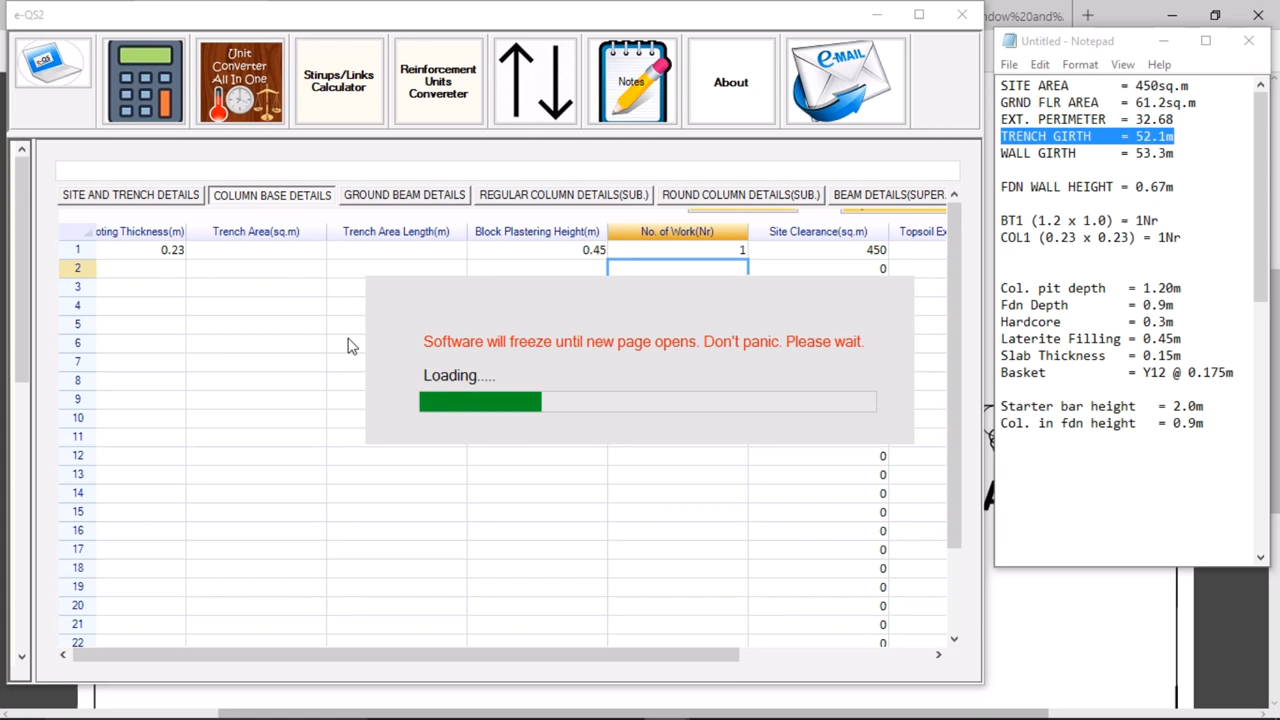 e-QS2
ndow%20and%
Unit
Converter
All In One
Stirups/Links
Calculator
Reinforcement
Units
Convereter
Notes
About
e-MAIL
SITE AND TRENCH DETAILS
COLUMN BASE DETAILS
GROUND BEAM DETAILS
REGULAR COLUMN DETAILS(SUB.)
ROUND COLUMN DETAILS(SUB.)
BEAM DETAILS(SUPER.
oting Thickness(m) Trench Area(sq.m) Trench Area Length(m) Block Plastering Height(m) No. of Work(Nr) Site Clearance(sq.m) Topsoil Ex
1 0.23 0.45 1 450
2 0
3
4
5
6
7
8
9
10
11
12 0
13 0
14 0
15 0
16 0
17 0
18 0
19 0
20 0
21 0
22 0
Software will freeze until new page opens. Don't panic. Please wait.
Loading.....
Untitled - Notepad
File Edit Format View Help
SITE AREA = 450sq.m
GRND FLR AREA = 61.2sq.m
EXT. PERIMETER = 32.68
TRENCH GIRTH = 52.1m
WALL GIRTH = 53.3m
FDN WALL HEIGHT = 0.67m
BT1 (1.2 x 1.0) = 1Nr
COL1 (0.23 x 0.23) = 1Nr
Col. pit depth = 1.20m
Fdn Depth = 0.9m
Hardcore = 0.3m
Laterite Filling = 0.45m
Slab Thickness = 0.15m
Basket = Y12 @ 0.175m
Starter bar height = 2.0m
Col. in fdn height = 0.9m